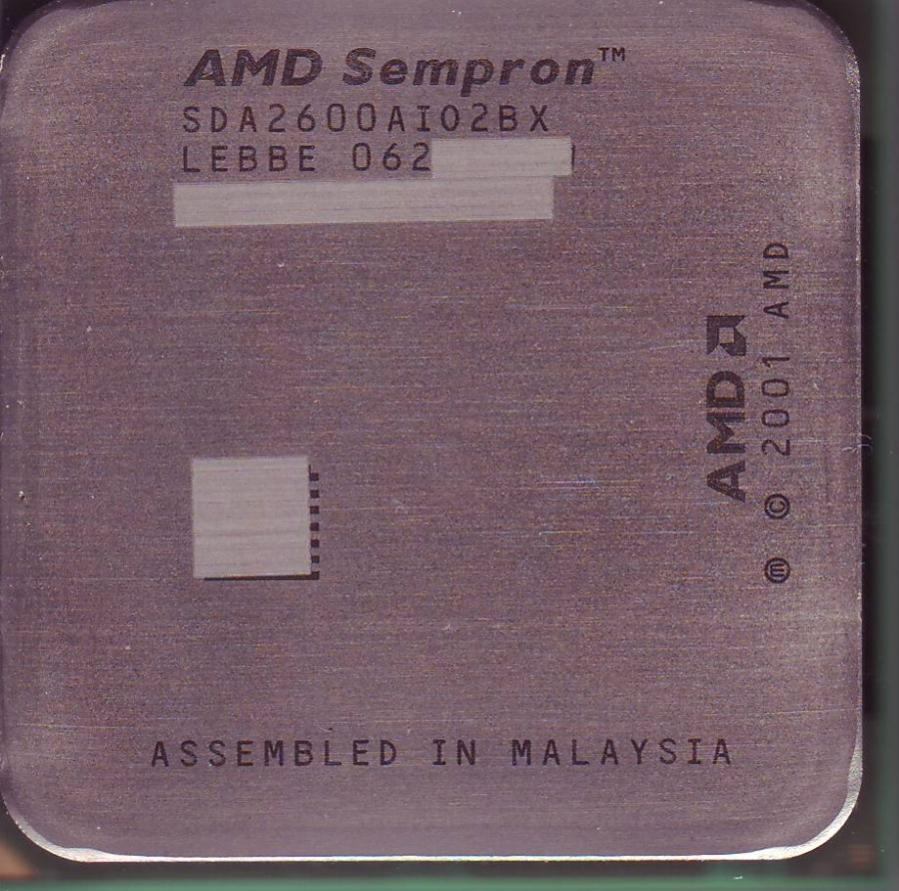 AMD Sempron™
SDA2600AIO2BX
LEBBE 062
AMD
ⓜ © 2001 AMD
ASSEMBLED IN MALAYSIA